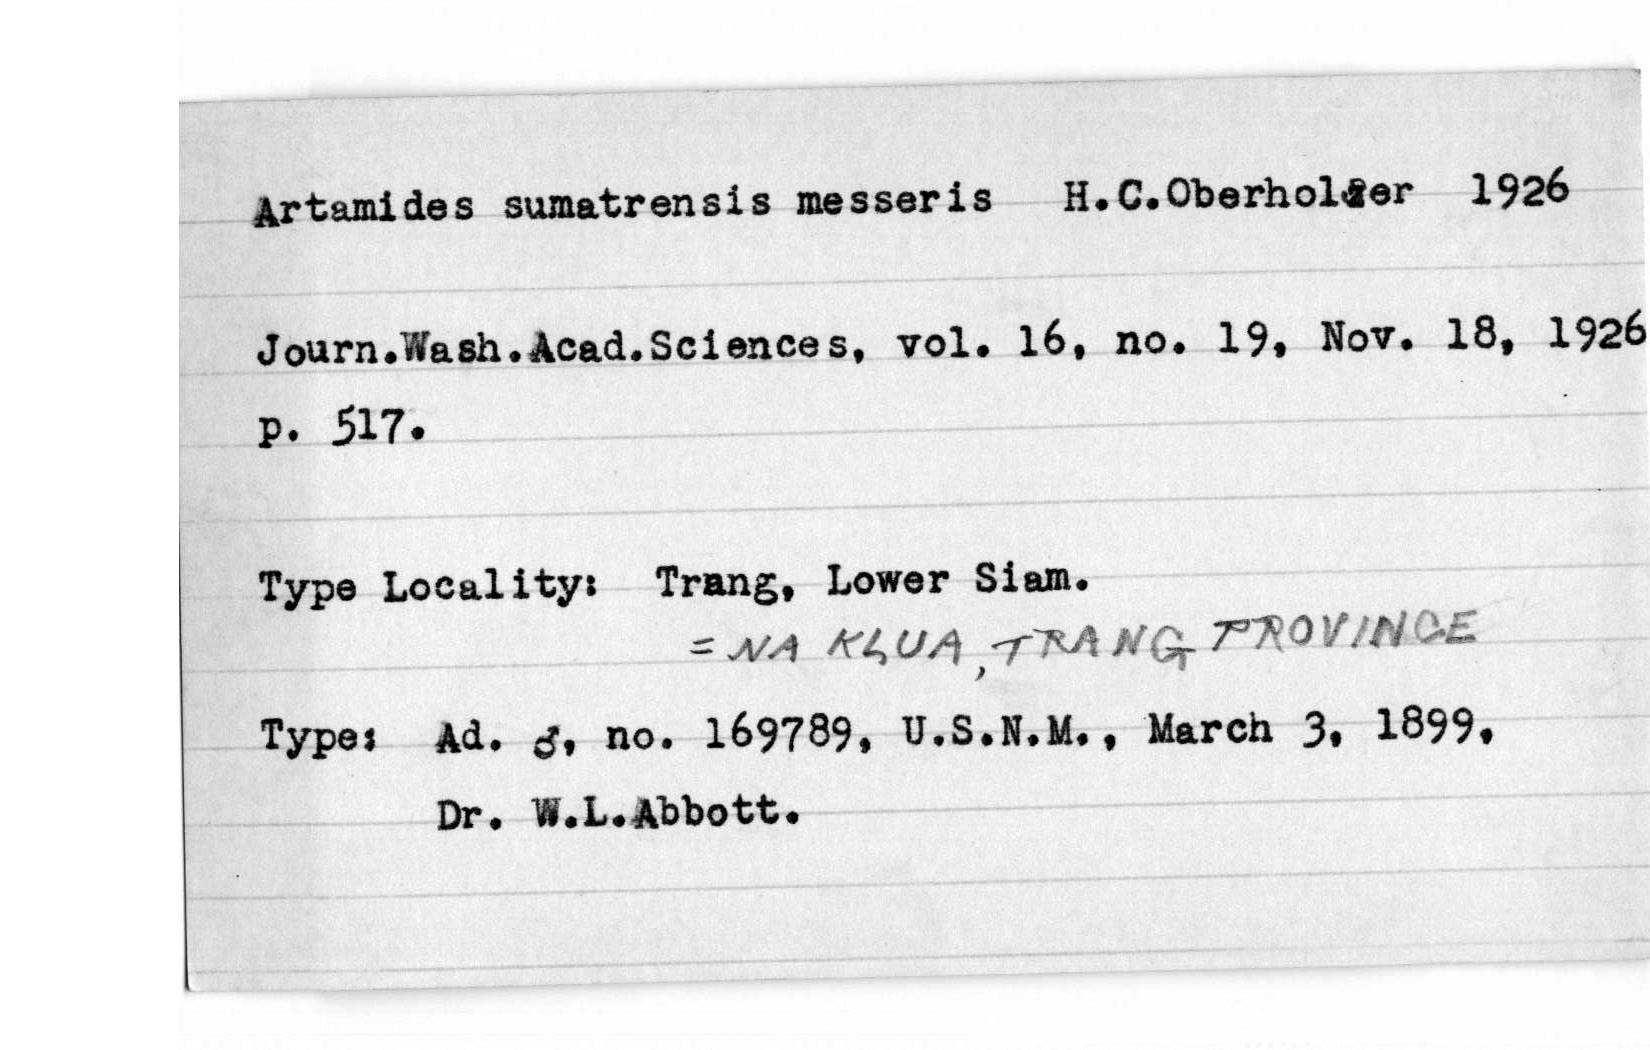 Artamides sumatrensis messeris H.C.Oberholser 1926
Journ.Wash.Acad.Sciences, vol. 16, no. 19, Nov. 18, 1926
p. 517.
Type Locality: Trang, Lower Siam.
= NA KLUA, TRANG PROVINCE
Type: Ad. ♂, no. 169789, U.S.N.M., March 3, 1899,
Dr. W.L.Abbott.